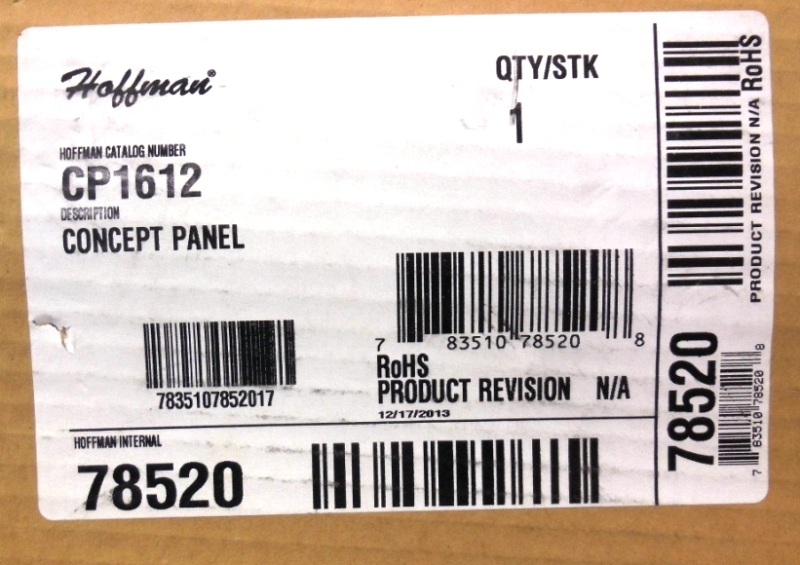 Hoffman®
QTY/STK
1
HOFFMAN CATALOG NUMBER
CP1612
DESCRIPTION
CONCEPT PANEL
7 83510 78520 8
7835107852017
RoHS
PRODUCT REVISION N/A
12/17/2013
HOFFMAN INTERNAL
78520
PRODUCT REVISION N/A RoHS
78520
7 83510 78520 8